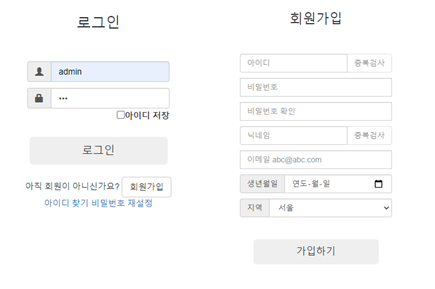 로그인
admin
•••
아이디 저장
로그인
아직 회원이 아니신가요? 회원가입
아이디 찾기 비밀번호 재설정
회원가입
아이디 중복검사
비밀번호
비밀번호 확인
닉네임 중복검사
이메일 abc@abc.com
생년월일 연도-월-일
지역 서울
가입하기